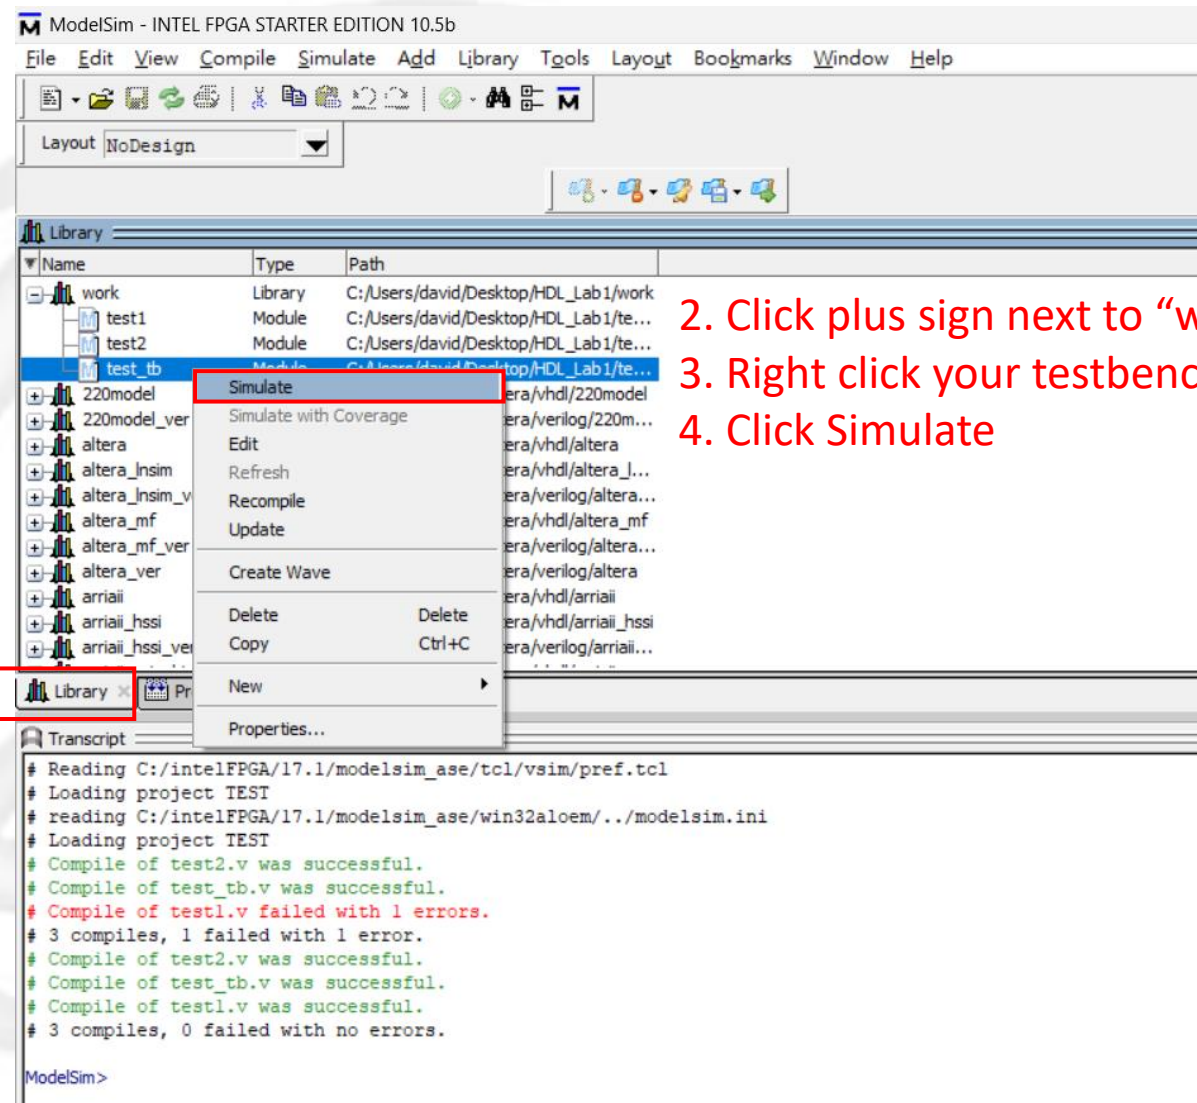 ModelSim - INTEL FPGA STARTER EDITION 10.5b
File Edit View Compile Simulate Add Library Tools Layout Bookmarks Window Help
Layout NoDesign
Library
Name Type Path
work Library C:/Users/david/Desktop/HDL_Lab1/work
test1 Module C:/Users/david/Desktop/HDL_Lab1/te...
test2 Module C:/Users/david/Desktop/HDL_Lab1/te...
test_tb Module C:/Users/david/Desktop/HDL_Lab1/te...
220model era/vhdl/220model
220model_ver era/verilog/220m...
altera era/vhdl/altera
altera_lnsim era/vhdl/altera_l...
altera_lnsim_v era/verilog/altera...
altera_mf era/vhdl/altera_mf
altera_mf_ver era/verilog/altera...
altera_ver era/verilog/altera
arriaii era/vhdl/arriaii
arriaii_hssi era/vhdl/arriaii_hssi
arriaii_hssi_ver era/verilog/arriaii...
Simulate
Simulate with Coverage
Edit
Refresh
Recompile
Update
Create Wave
Delete Delete
Copy Ctrl+C
New
Properties...
2. Click plus sign next to “w
3. Right click your testbenc
4. Click Simulate
Library Pr
Transcript
# Reading C:/intelFPGA/17.1/modelsim_ase/tcl/vsim/pref.tcl
# Loading project TEST
# reading C:/intelFPGA/17.1/modelsim_ase/win32aloem/../modelsim.ini
# Loading project TEST
# Compile of test2.v was successful.
# Compile of test_tb.v was successful.
# Compile of test1.v failed with 1 errors.
# 3 compiles, 1 failed with 1 error.
# Compile of test2.v was successful.
# Compile of test_tb.v was successful.
# Compile of test1.v was successful.
# 3 compiles, 0 failed with no errors.
ModelSim>